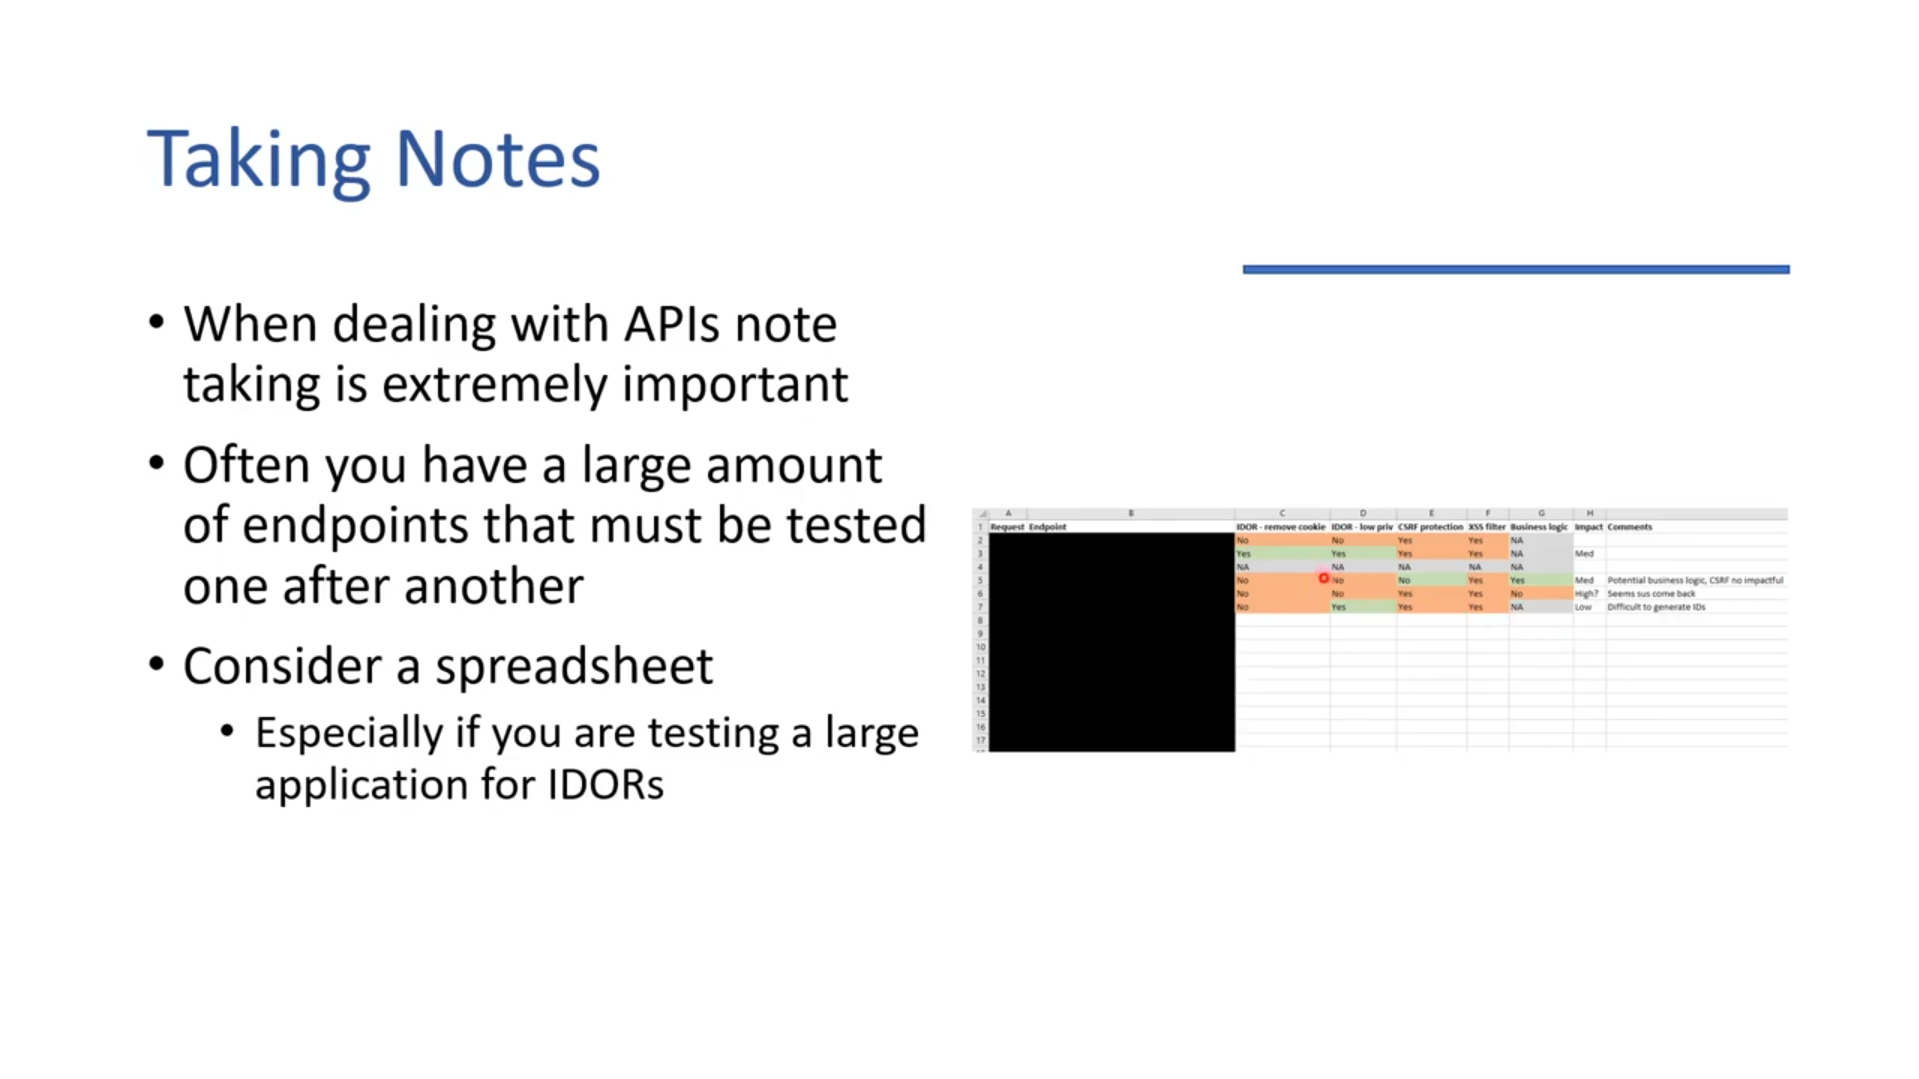 Taking Notes
• When dealing with APIs note
taking is extremely important
• Often you have a large amount
of endpoints that must be tested
one after another
• Consider a spreadsheet
• Especially if you are testing a large
application for IDORs
A B C D E F G H
1 Request Endpoint IDOR - remove cookie IDOR - low priv CSRF protection XSS filter Business logic Impact Comments
2 No No Yes Yes NA
3 Yes Yes Yes Yes NA Med
4 NA NA NA NA NA
5 No No No Yes Yes Med Potential business logic, CSRF no impactful
6 No No Yes Yes No High? Seems sus come back
7 No Yes Yes Yes NA Low Difficult to generate IDs
8
9
10
11
12
13
14
15
16
17